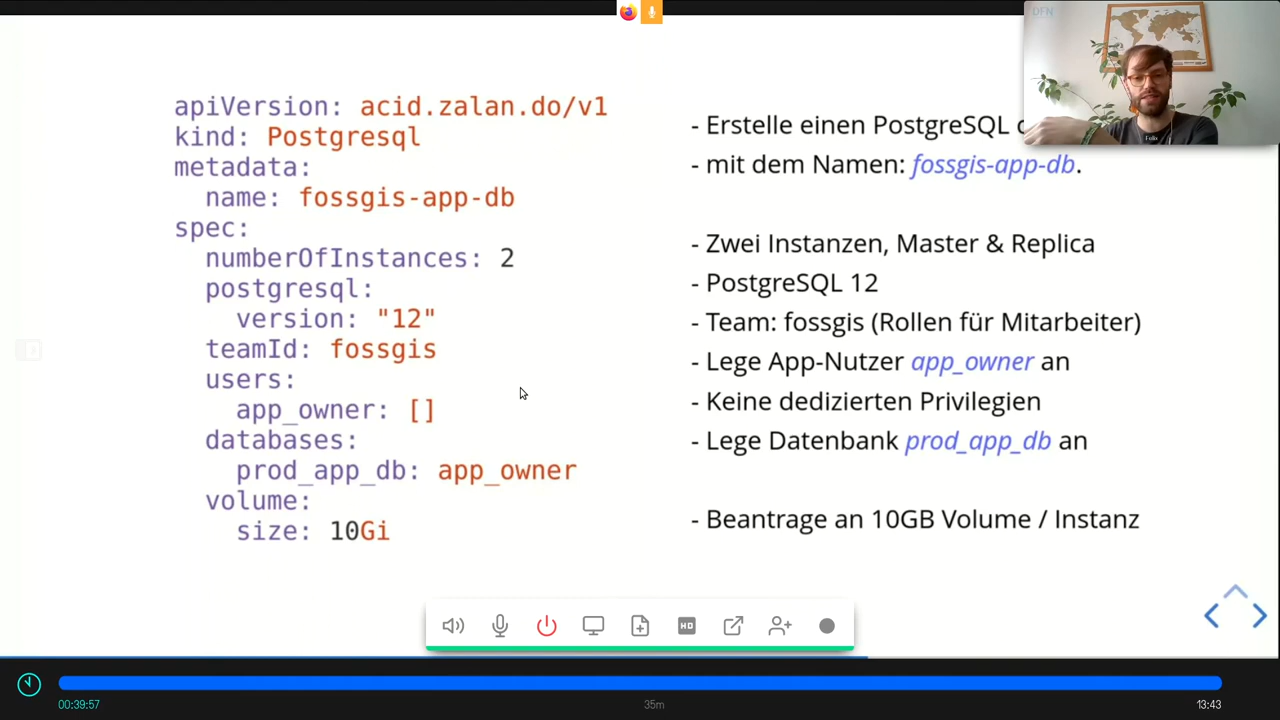 DFN
Felix
apiVersion: acid.zalan.do/v1
kind: Postgresql
metadata:
name: fossgis-app-db
spec:
numberOfInstances: 2
postgresql:
version: "12"
teamId: fossgis
users:
app_owner: []
databases:
prod_app_db: app_owner
volume:
size: 10Gi
- Erstelle einen PostgreSQL
- mit dem Namen: fossgis-app-db.
- Zwei Instanzen, Master & Replica
- PostgreSQL 12
- Team: fossgis (Rollen für Mitarbeiter)
- Lege App-Nutzer app_owner an
- Keine dedizierten Privilegien
- Lege Datenbank prod_app_db an
- Beantrage an 10GB Volume / Instanz
HD
00:39:57
35m
13:43